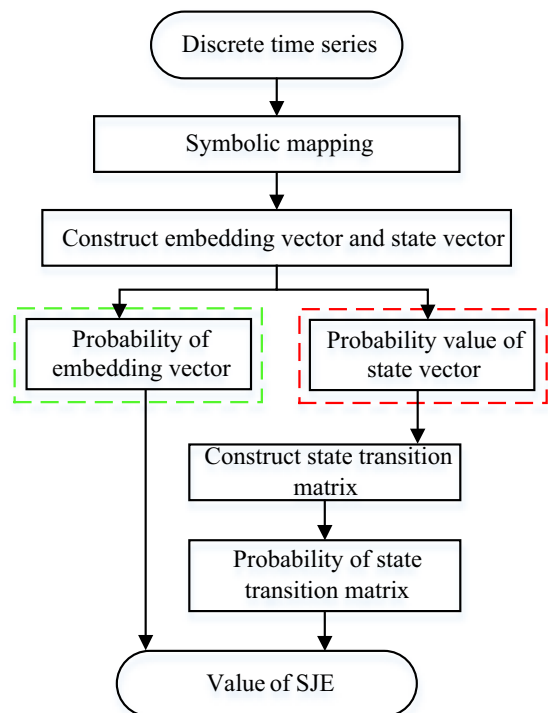 Discrete time series
Symbolic mapping
Construct embedding vector and state vector
Probability of
embedding vector
Probability value of
state vector
Construct state transition
matrix
Probability of state
transition matrix
Value of SJE